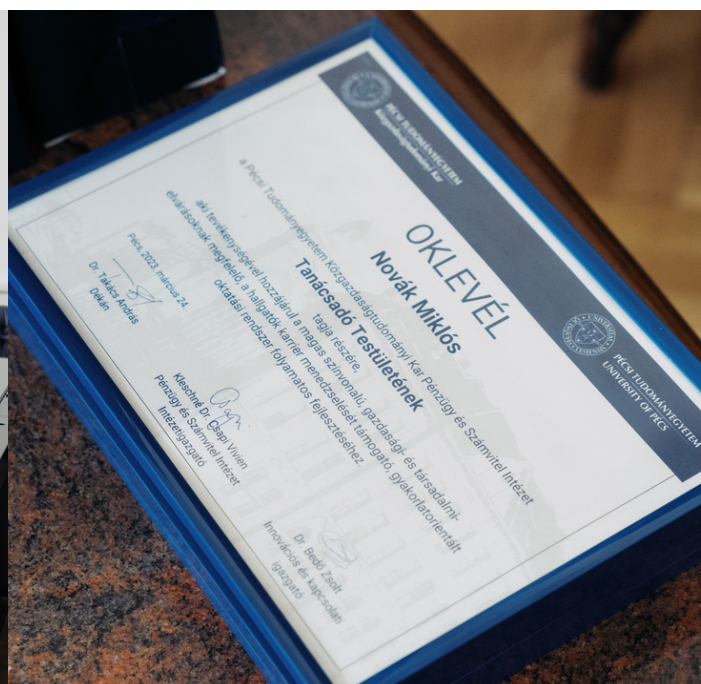 PÉCSI TUDOMÁNYEGYETEM
Közgazdaságtudományi Kar
PÉCSI TUDOMÁNYEGYETEM
UNIVERSITY OF PÉCS
OKLEVÉL
Novák Miklós
a Pécsi Tudományegyetem Közgazdaságtudományi Kar Pénzügy és Számvitel Intézet
Tanácsadó Testületének
tagja részére,
aki tevékenységével hozzájárul a magas színvonalú, gazdasági- és társadalmi-
elvárásoknak megfelelő, a hallgatók karrier menedzselését támogató, gyakorlatorientált
oktatási rendszer folyamatos fejlesztéséhez.
Pécs, 2023. március 24.
Dr. Takács András
Dékán
Kleschné Dr. Csapi Vivien
Pénzügy és Számvitel Intézet
Intézetigazgató
Dr. Bedő Zsolt
Innovációs és kapcsolati
igazgató